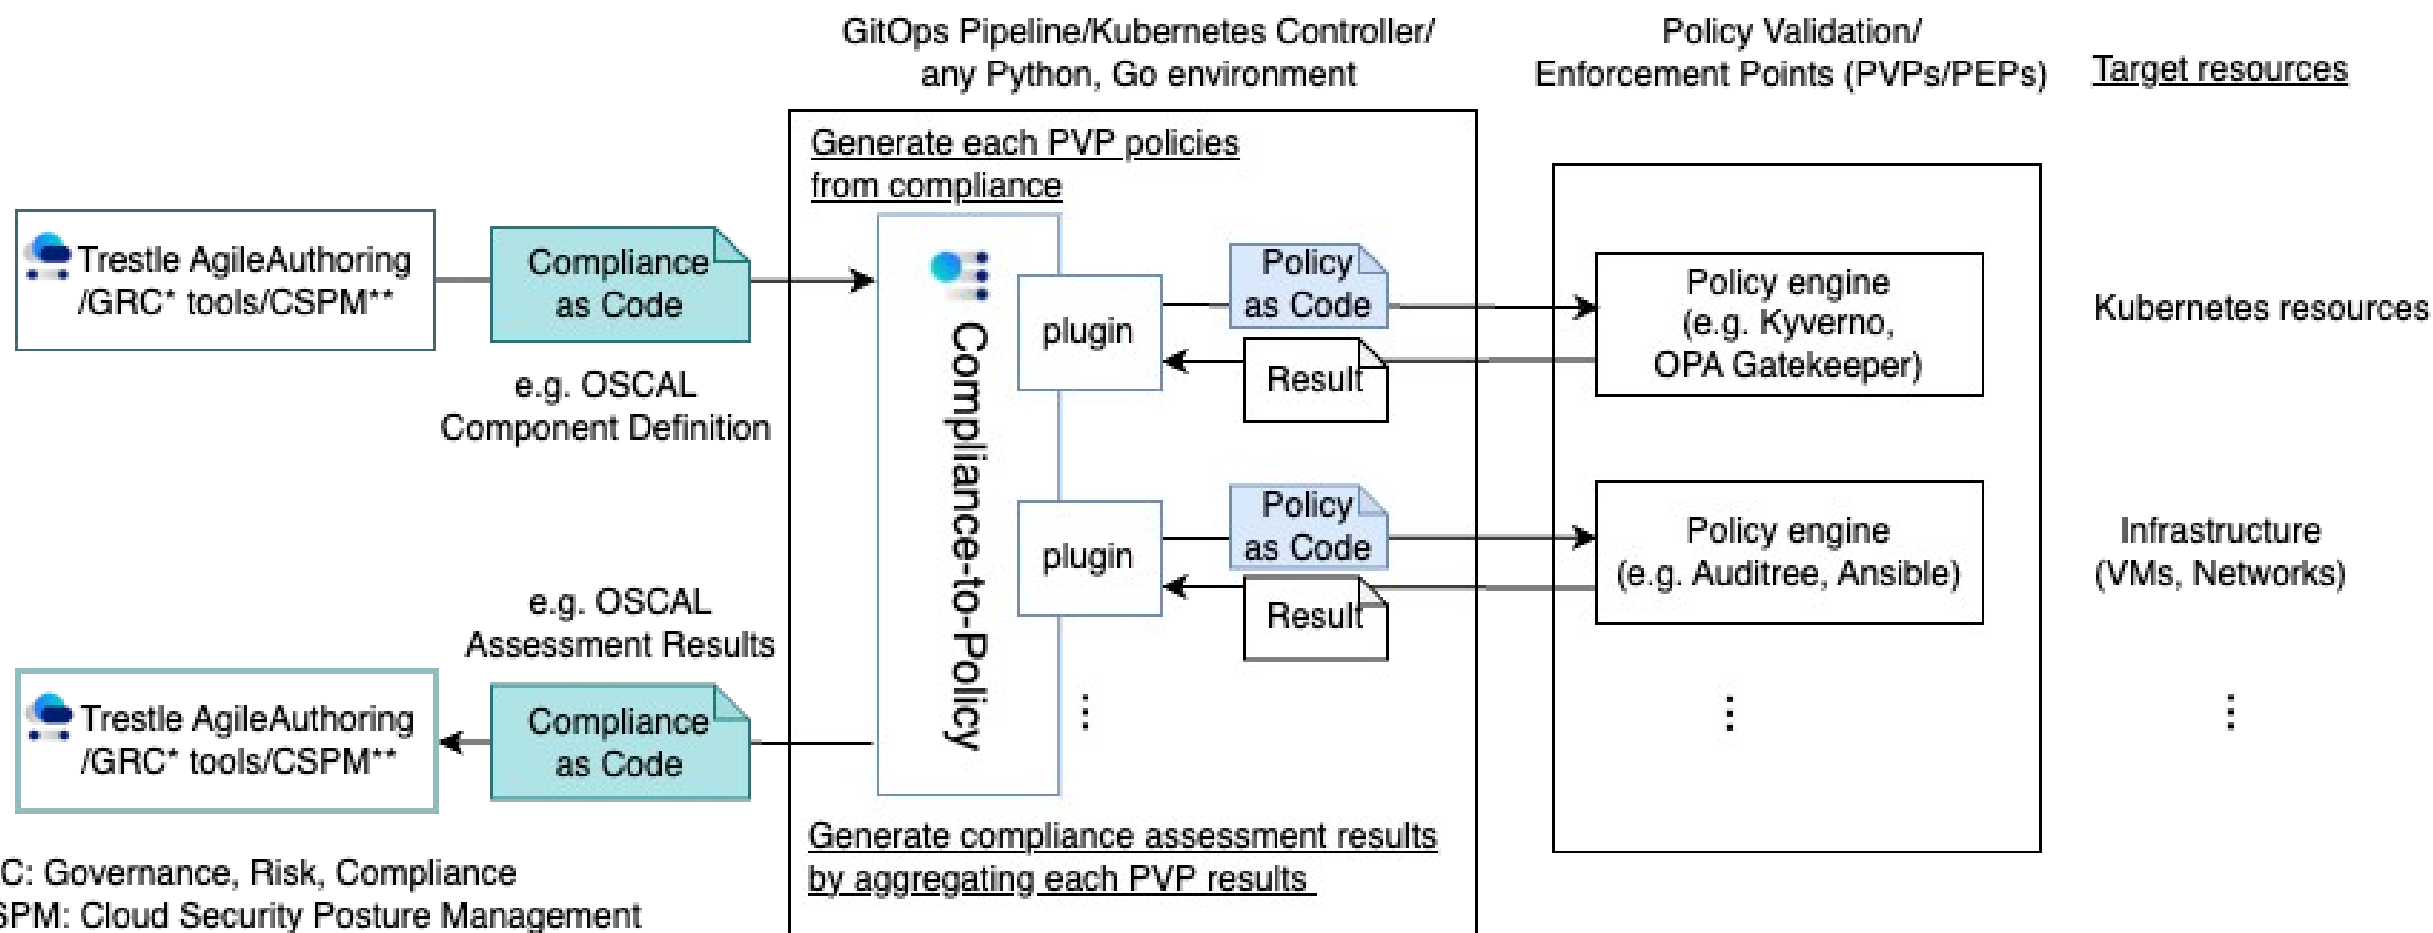 GitOps Pipeline/Kubernetes Controller/
any Python, Go environment
Policy Validation/
Enforcement Points (PVPs/PEPs)
Target resources
Generate each PVP policies
from compliance
Trestle AgileAuthoring
/GRC* tools/CSPM**
Compliance
as Code
e.g. OSCAL
Component Definition
Compliance-to-Policy
plugin
Policy
as Code
Result
Policy engine
(e.g. Kyverno,
OPA Gatekeeper)
Kubernetes resources
plugin
Policy
as Code
Result
Policy engine
(e.g. Auditree, Ansible)
Infrastructure
(VMs, Networks)
e.g. OSCAL
Assessment Results
Trestle AgileAuthoring
/GRC* tools/CSPM**
Compliance
as Code
Generate compliance assessment results
by aggregating each PVP results
C: Governance, Risk, Compliance
SPM: Cloud Security Posture Management